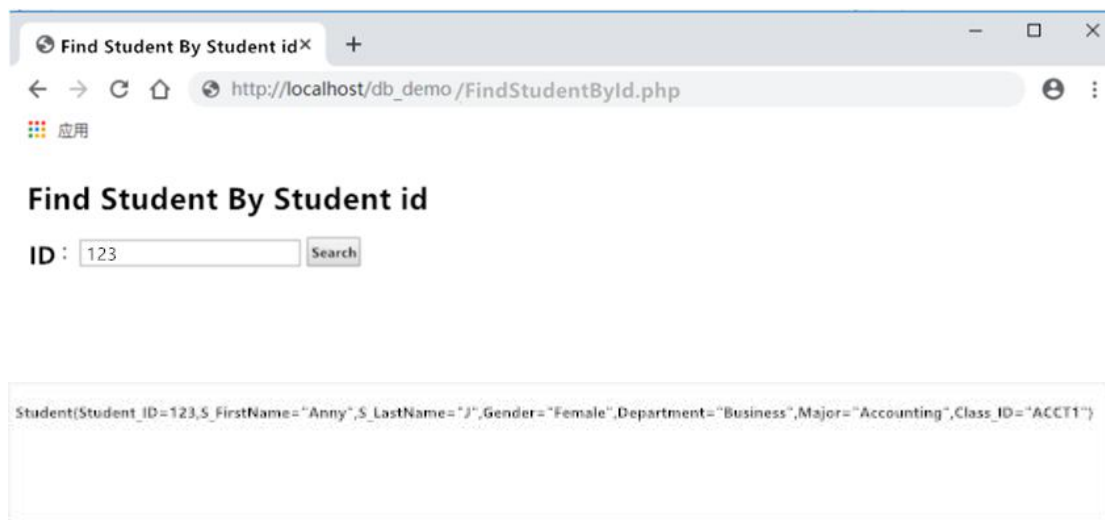 Find Student By Student id
http://localhost/db_demo/FindStudentById.php
应用
Find Student By Student id
ID： 123 Search
Student(Student_ID=123,S_FirstName="Anny",S_LastName="J",Gender="Female",Department="Business",Major="Accounting",Class_ID="ACCT1")